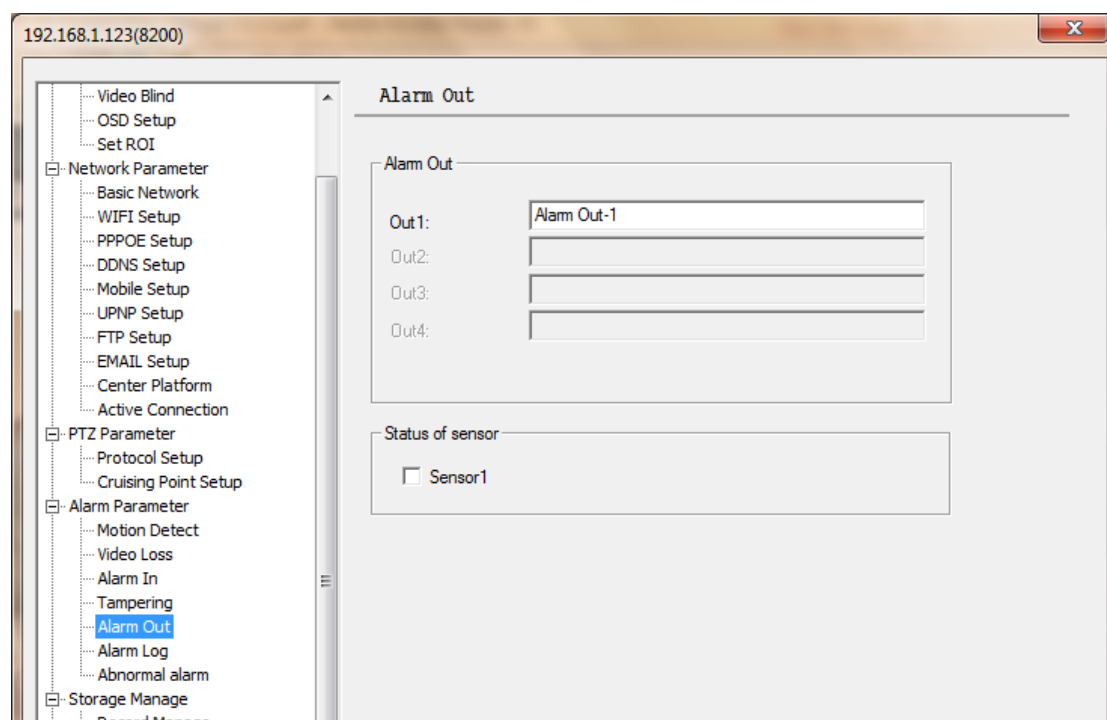 192.168.1.123(8200)
Video Blind
OSD Setup
Set ROI
Network Parameter
Basic Network
WIFI Setup
PPPOE Setup
DDNS Setup
Mobile Setup
UPNP Setup
FTP Setup
EMAIL Setup
Center Platform
Active Connection
PTZ Parameter
Protocol Setup
Cruising Point Setup
Alarm Parameter
Motion Detect
Video Loss
Alarm In
Tampering
Alarm Out
Alarm Log
Abnormal alarm
Storage Manage
Record Manage
Alarm Out
Alarm Out
Out1: Alarm Out-1
Out2:
Out3:
Out4:
Status of sensor
Sensor1